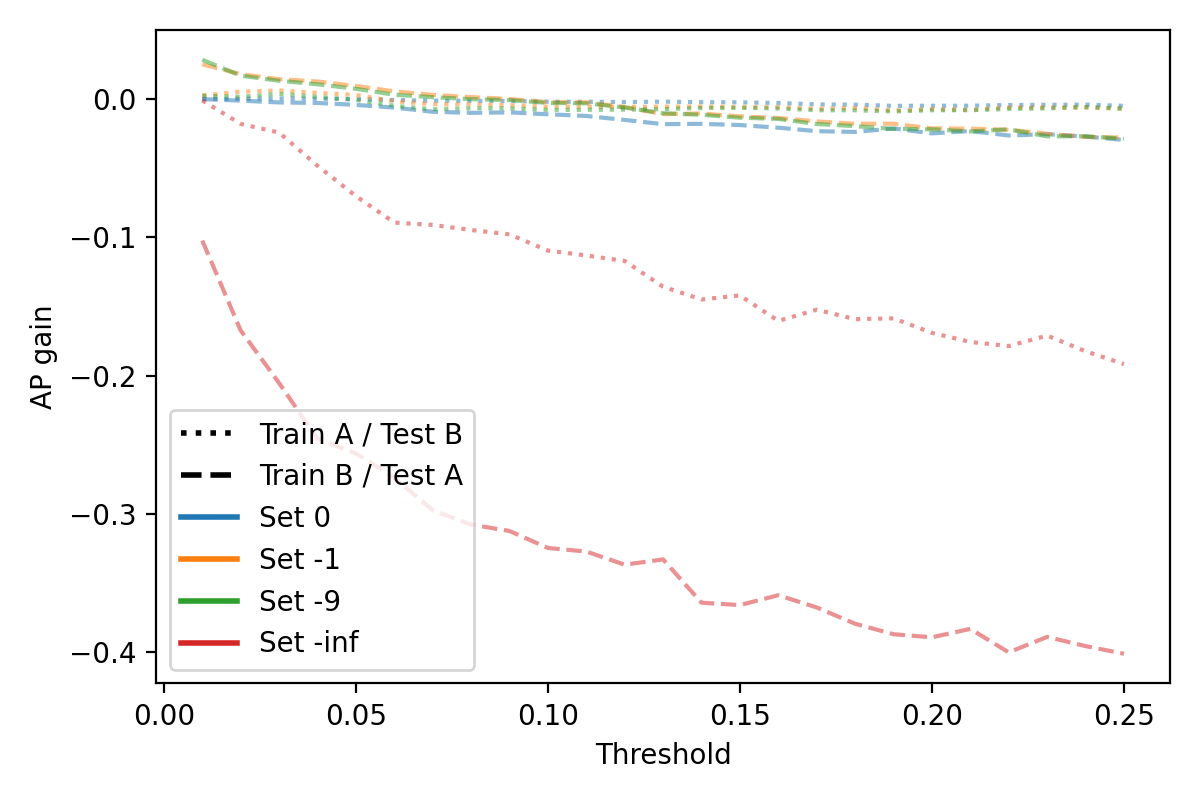 0.0
−0.1
−0.2
−0.3
−0.4
AP gain
Train A / Test B
Train B / Test A
Set 0
Set -1
Set -9
Set -inf
0.00 0.05 0.10 0.15 0.20 0.25
Threshold